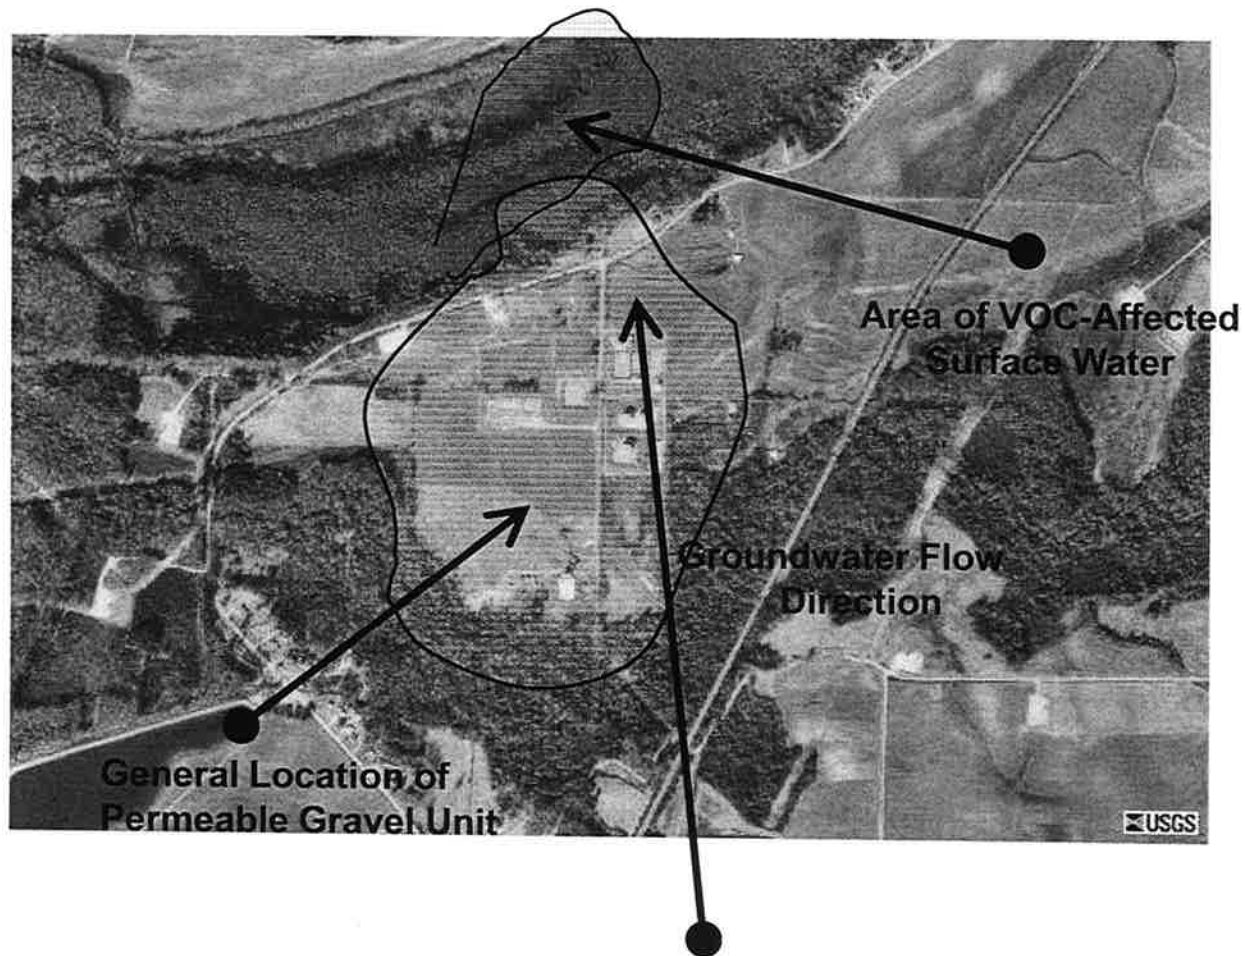 Area of VOC-Affected
Surface Water
Groundwater Flow
Direction
General Location of
Permeable Gravel Unit
USGS